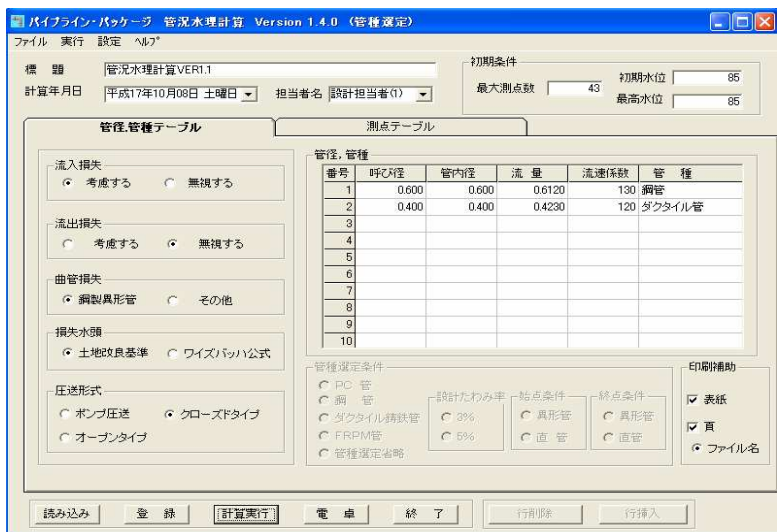 パイプライン・パッケージ 管況水理計算 Version 1.4.0 (管種選定)
ファイル 実行 設定 ヘルプ
標 題 管況水理計算VER1.1
計算年月日 平成17年10月08日 土曜日 担当者名 設計担当者(1)
初期条件
最大測点数 43
初期水位 85
最高水位 85
管径,管種テーブル 測点テーブル
流入損失
考慮する 無視する
流出損失
考慮する 無視する
曲管損失
鋼製異形管 その他
損失水頭
土地改良基準 ワイズバッハ公式
圧送形式
ポンプ圧送 クローズドタイプ
オープンタイプ
管径,管種
番号 呼び径 管内径 流 量 流速係数 管 種
1 0.600 0.600 0.6120 130 鋼管
2 0.400 0.400 0.4230 120 ダクタイル管
3
4
5
6
7
8
9
10
管種選定条件
PC 管
鋼 管
ダクタイル鋳鉄管
FRPM管
管種選定省略
設計たわみ率
3%
5%
始点条件
異形管
直 管
終点条件
異形管
直管
印刷補助
表紙
頁
ファイル名
読み込み 登 録 計算実行 電 卓 終 了 行削除 行挿入